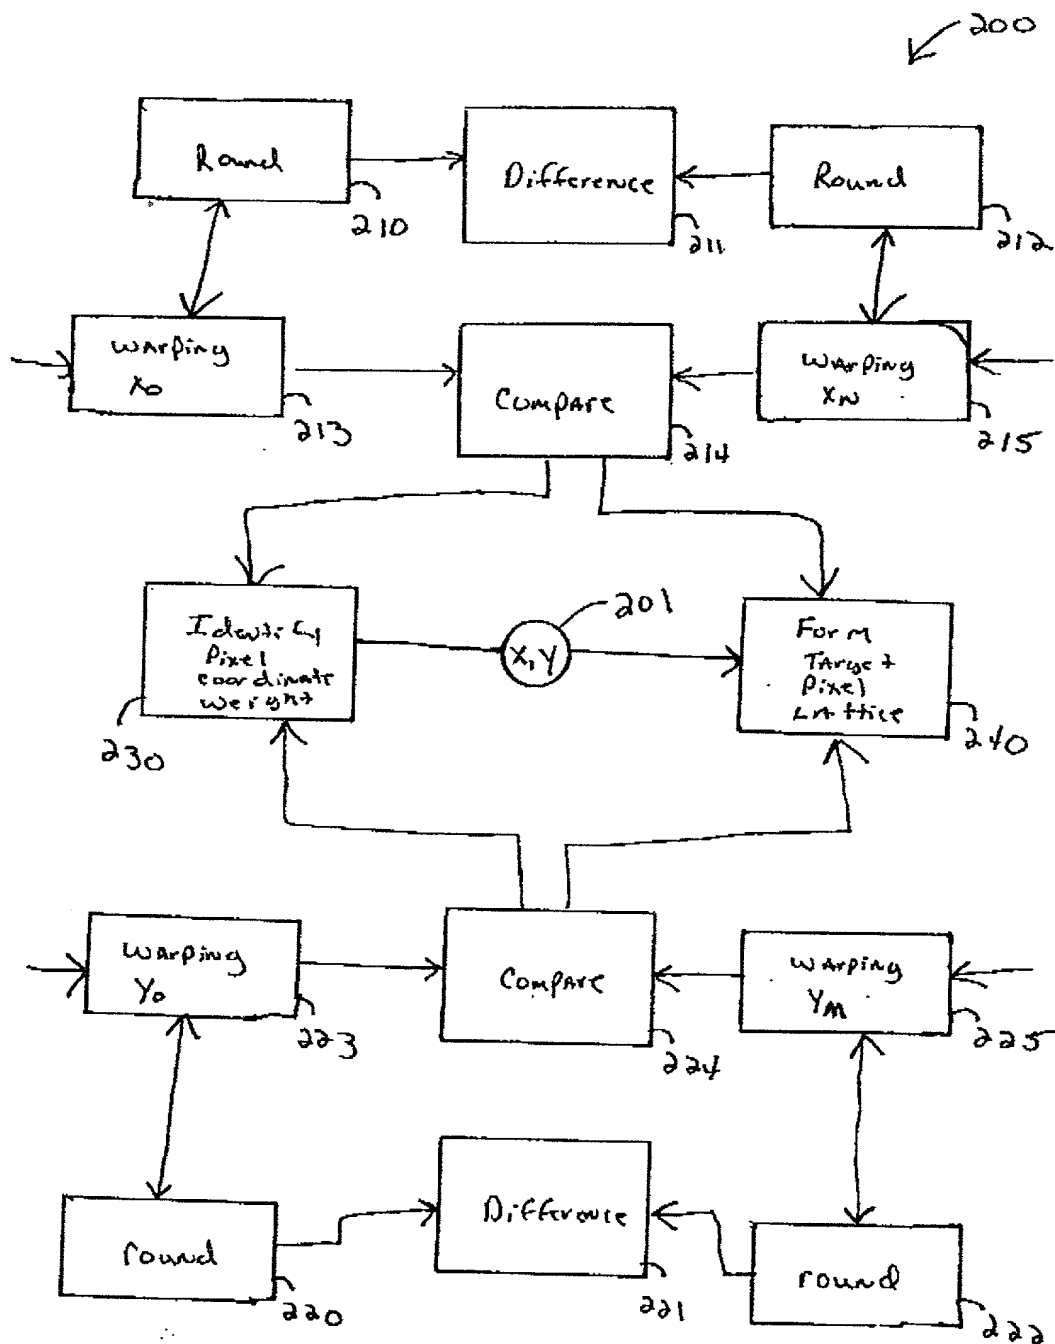 200
Round
210
Difference
211
Round
212
Warping
X0
213
Compare
214
Warping
XN
215
Identify
Pixel
coordinate
weight
230
X, Y
201
Form
Target
Pixel
Lattice
240
Warping
Y0
223
Compare
224
Warping
YM
225
round
220
Difference
221
round
222